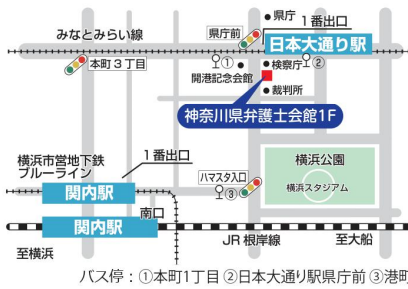 県庁
1番出口
みなとみらい線
県庁前
日本大通り駅
本町3丁目
①
開港記念会館
検察庁
②
裁判所
神奈川県弁護士会館1F
横浜市営地下鉄
ブルーライン
1番出口
関内駅
ハマスタ入口
③
横浜公園
横浜スタジアム
南口
関内駅
至横浜
JR 根岸線
至大船
バス停：①本町1丁目 ②日本大通り駅県庁前 ③港町